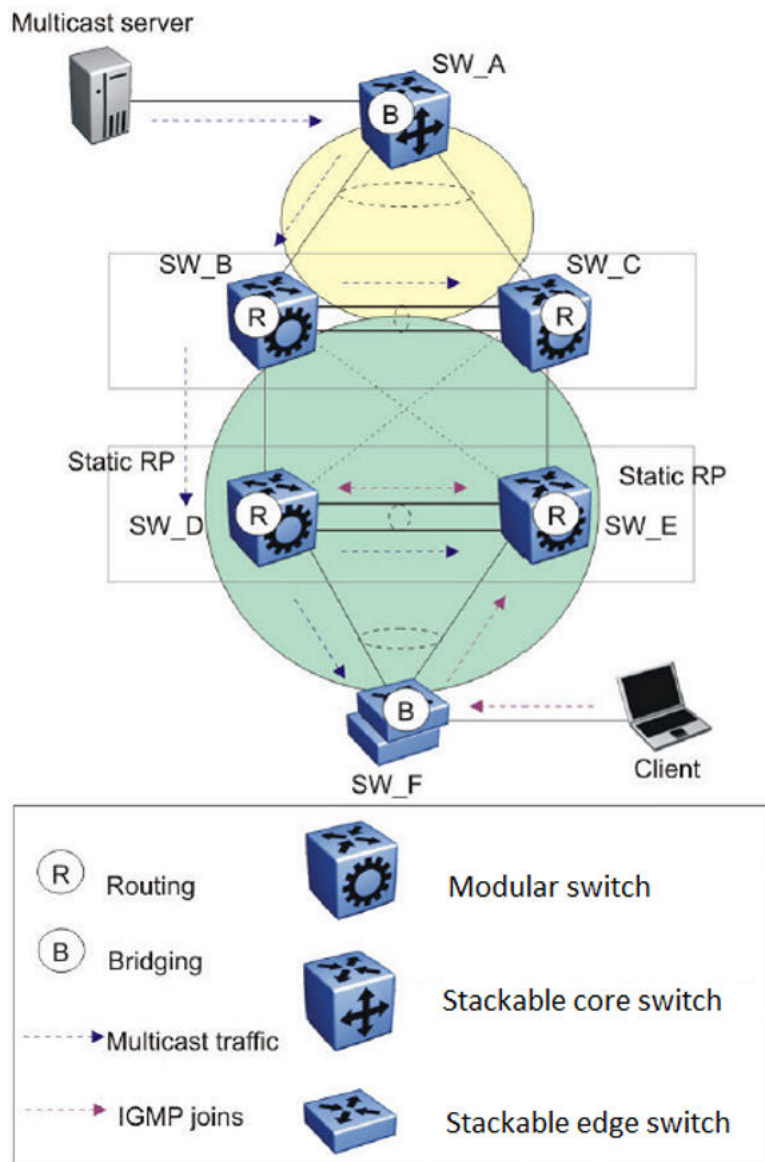 Multicast server
SW_A
B
SW_B
SW_C
R
R
Static RP
Static RP
SW_D
R
R
SW_E
B
SW_F
Client
R
Routing
Modular switch
B
Bridging
Stackable core switch
Multicast traffic
IGMP joins
Stackable edge switch